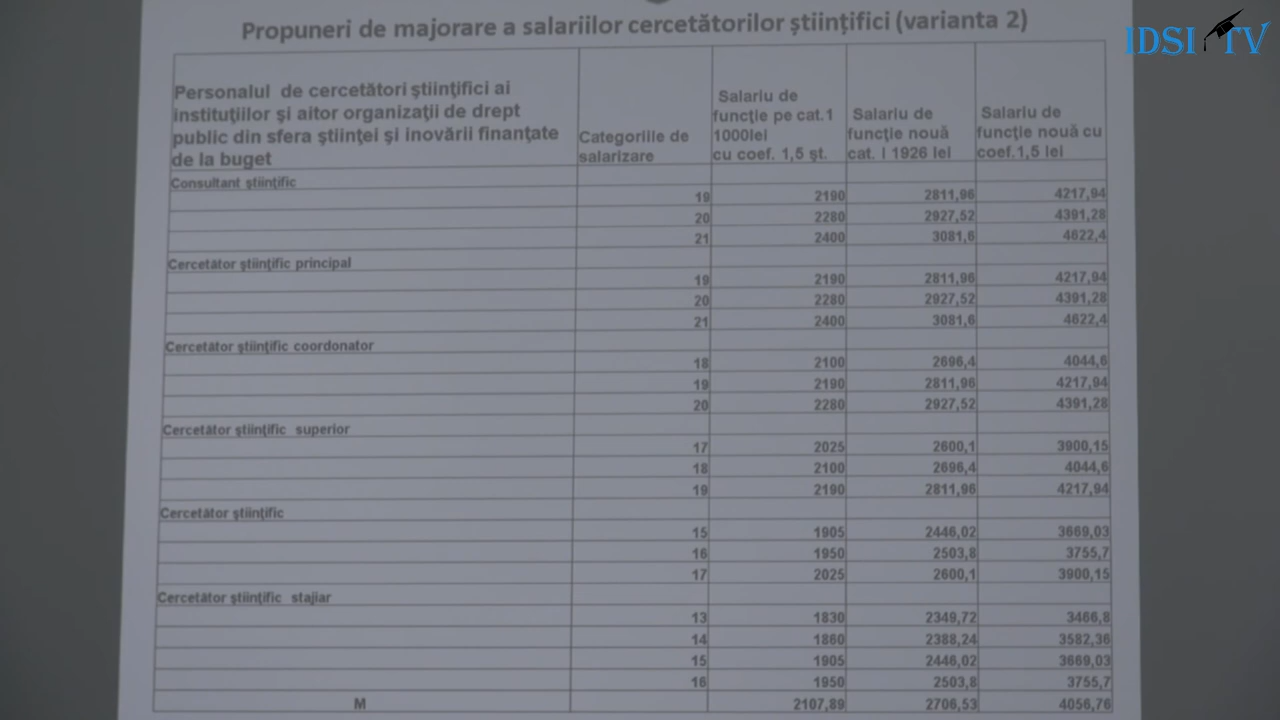 Propuneri de majorare a salariilor cercetătorilor științifici (varianta 2)
IDSI TV
Personalul de cercetători ştiinţifici ai
instituţiilor şi aitor organizaţii de drept
public din sfera ştiinţei şi inovării finanţate
de la buget
Categoriile de
salarizare
Salariu de
funcţie pe cat.1
1000lei
cu coef. 1,5 şt.
Salariu de
funcţie nouă
cat. I 1926 lei
Salariu de
funcţie nouă cu
coef.1,5 lei
Consultant ştiinţific
19 2190 2811,96 4217,94
20 2280 2927,52 4391,28
21 2400 3081,6 4622,4
Cercetător ştiinţific principal
19 2190 2811,96 4217,94
20 2280 2927,52 4391,28
21 2400 3081,6 4622,4
Cercetător ştiinţific coordonator
18 2100 2696,4 4044,6
19 2190 2811,96 4217,94
20 2280 2927,52 4391,28
Cercetător ştiinţific superior
17 2025 2600,1 3900,15
18 2100 2696,4 4044,6
19 2190 2811,96 4217,94
Cercetător ştiinţific
15 1905 2446,02 3669,03
16 1950 2503,8 3755,7
17 2025 2600,1 3900,15
Cercetător ştiinţific stajiar
13 1830 2349,72 3466,8
14 1860 2388,24 3582,36
15 1905 2446,02 3669,03
16 1950 2503,8 3755,7
M 2107,89 2706,53 4056,76